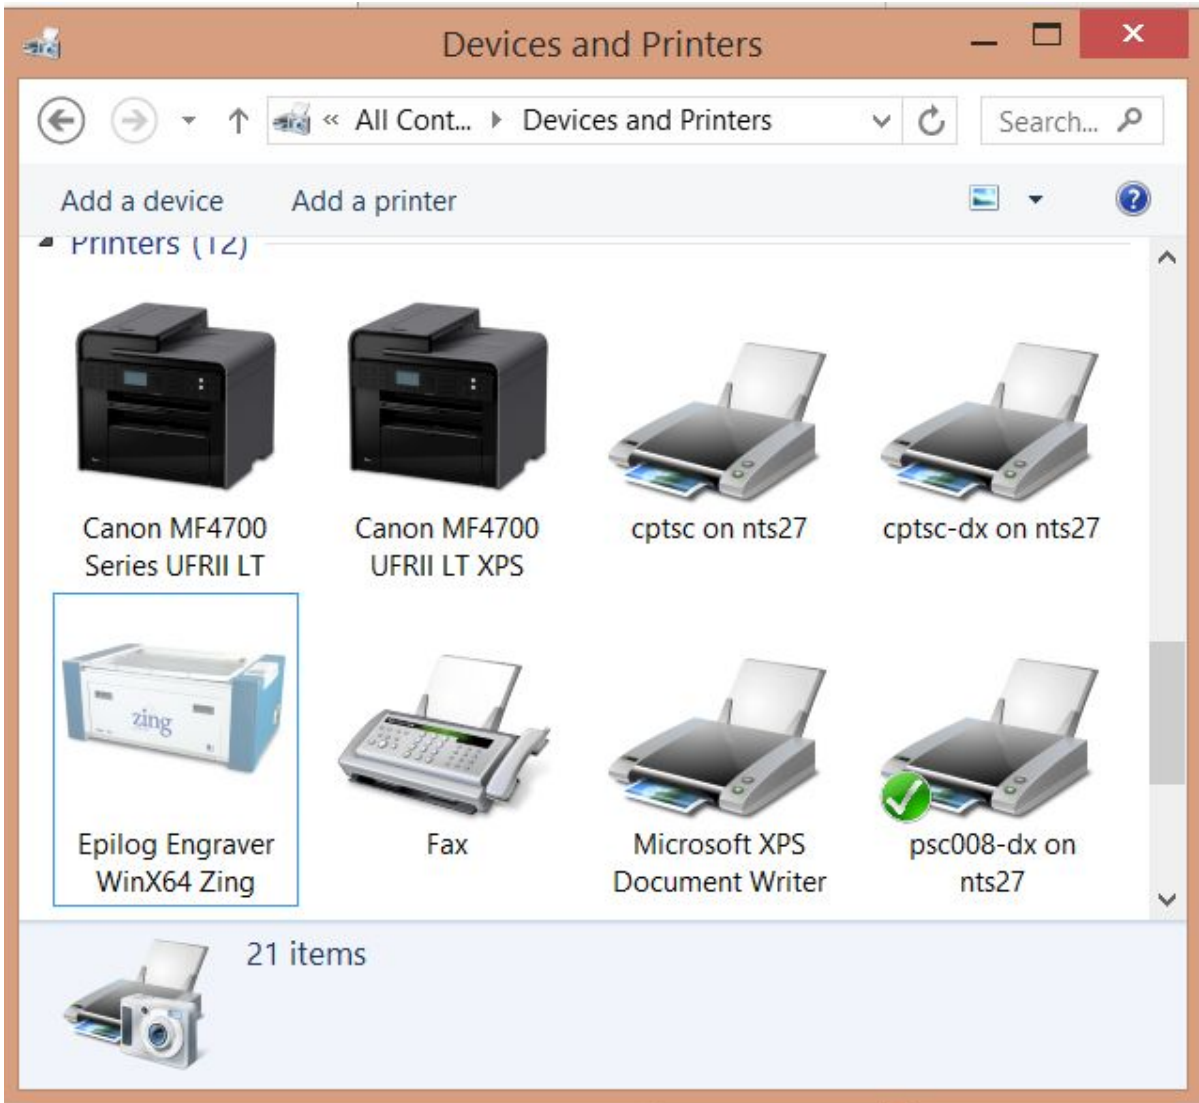 Devices and Printers
« All Cont... Devices and Printers
Search...
Add a device Add a printer
Printers (12)
Canon MF4700
Series UFRII LT
Canon MF4700
UFRII LT XPS
cptsc on nts27
cptsc-dx on nts27
zing
Epilog Engraver
WinX64 Zing
Fax
Microsoft XPS
Document Writer
psc008-dx on
nts27
21 items